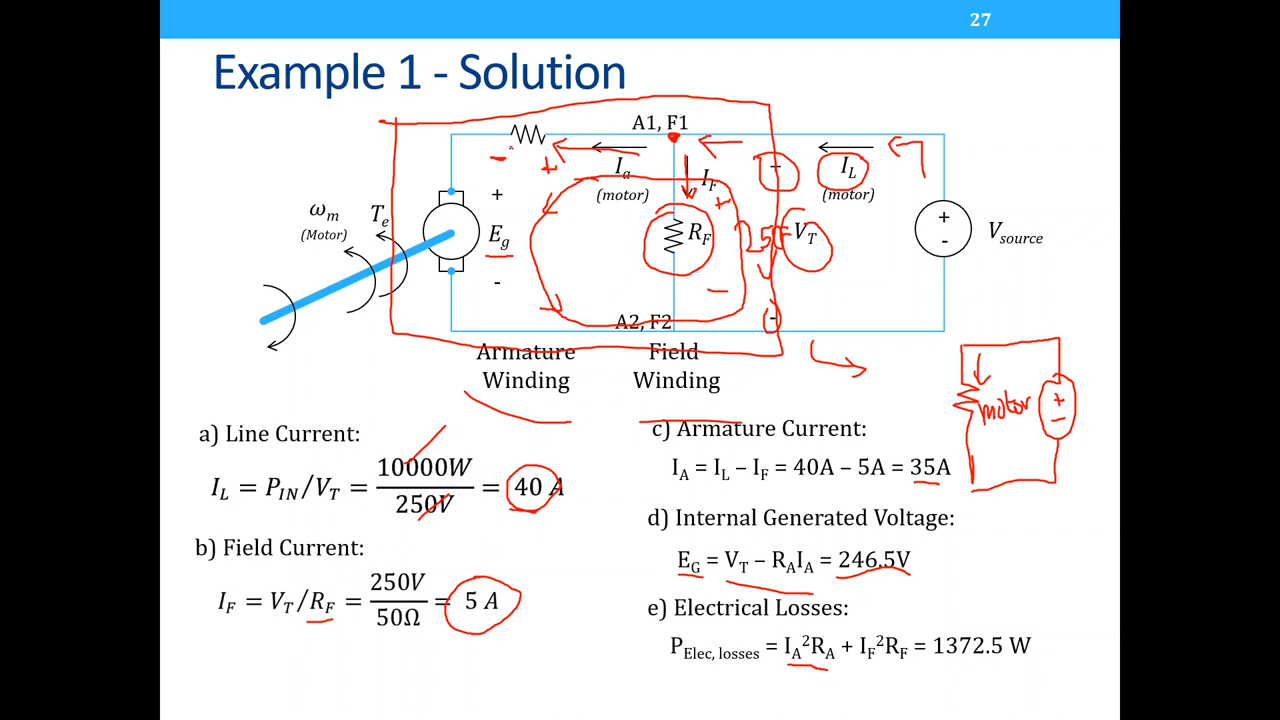 27
Example 1 - Solution
A1, F1
I_a
(motor)
I_F
+
I_L
(motor)
ω_m
(Motor)
T_e
+
E_g
-
R_F
25
V
V_T
+
-
V_source
A2, F2
-
Armature
Winding
Field
Winding
motor
+
-
a) Line Current:
I_L = P_IN/V_T = 10000W / 250V = 40 A
b) Field Current:
I_F = V_T/R_F = 250V / 50Ω = 5 A
c) Armature Current:
I_A = I_L – I_F = 40A – 5A = 35A
d) Internal Generated Voltage:
E_G = V_T – R_A I_A = 246.5V
e) Electrical Losses:
P_Elec, losses = I_A²R_A + I_F²R_F = 1372.5 W